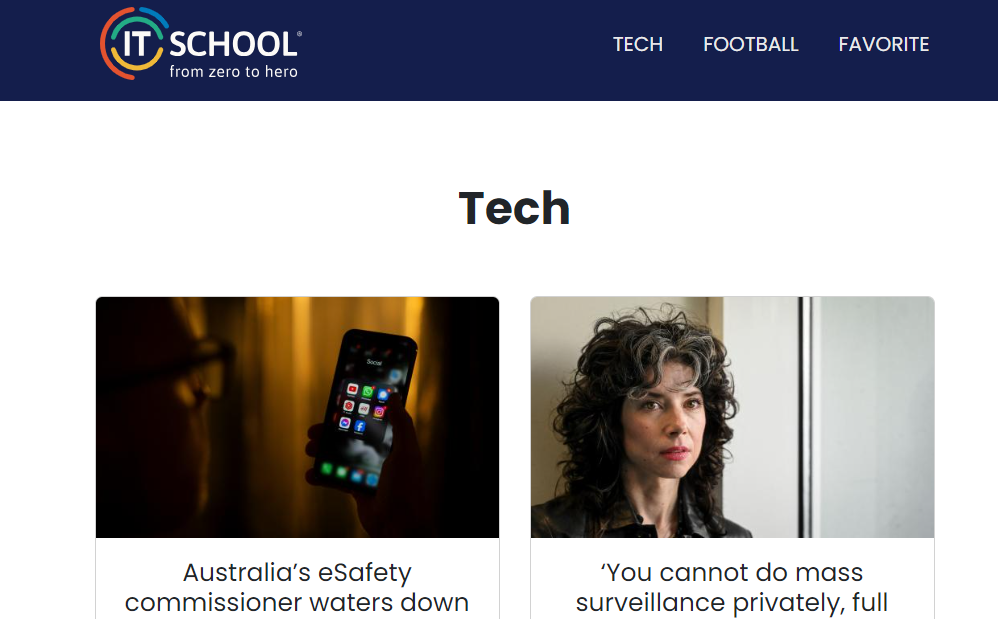 IT SCHOOL®
from zero to hero
TECH FOOTBALL FAVORITE
Tech
Social
Australia’s eSafety
commissioner waters down
‘You cannot do mass
surveillance privately, full